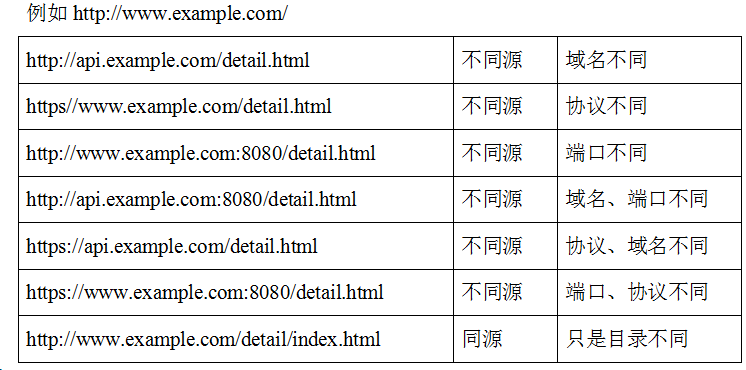 例如 http://www.example.com/
http://api.example.com/detail.html 不同源 域名不同
https//www.example.com/detail.html 不同源 协议不同
http://www.example.com:8080/detail.html 不同源 端口不同
http://api.example.com:8080/detail.html 不同源 域名、端口不同
https://api.example.com/detail.html 不同源 协议、域名不同
https://www.example.com:8080/detail.html 不同源 端口、协议不同
http://www.example.com/detail/index.html 同源 只是目录不同